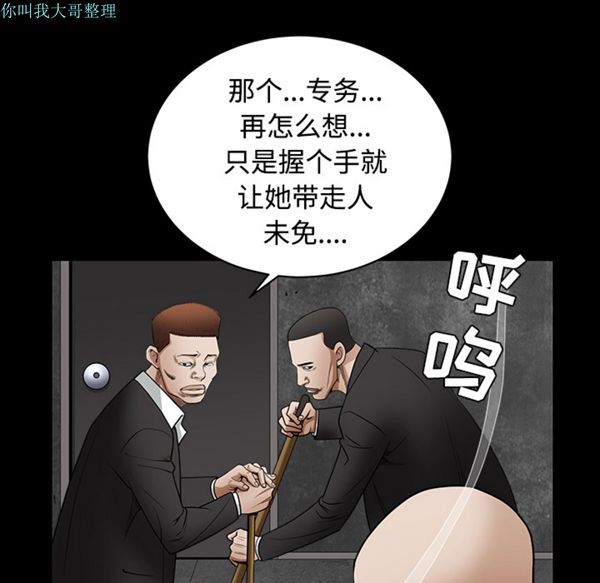 你叫我大哥整理
那个...专务...
再怎么想...
只是握个手就
让她带走人
未免....
呼
呜